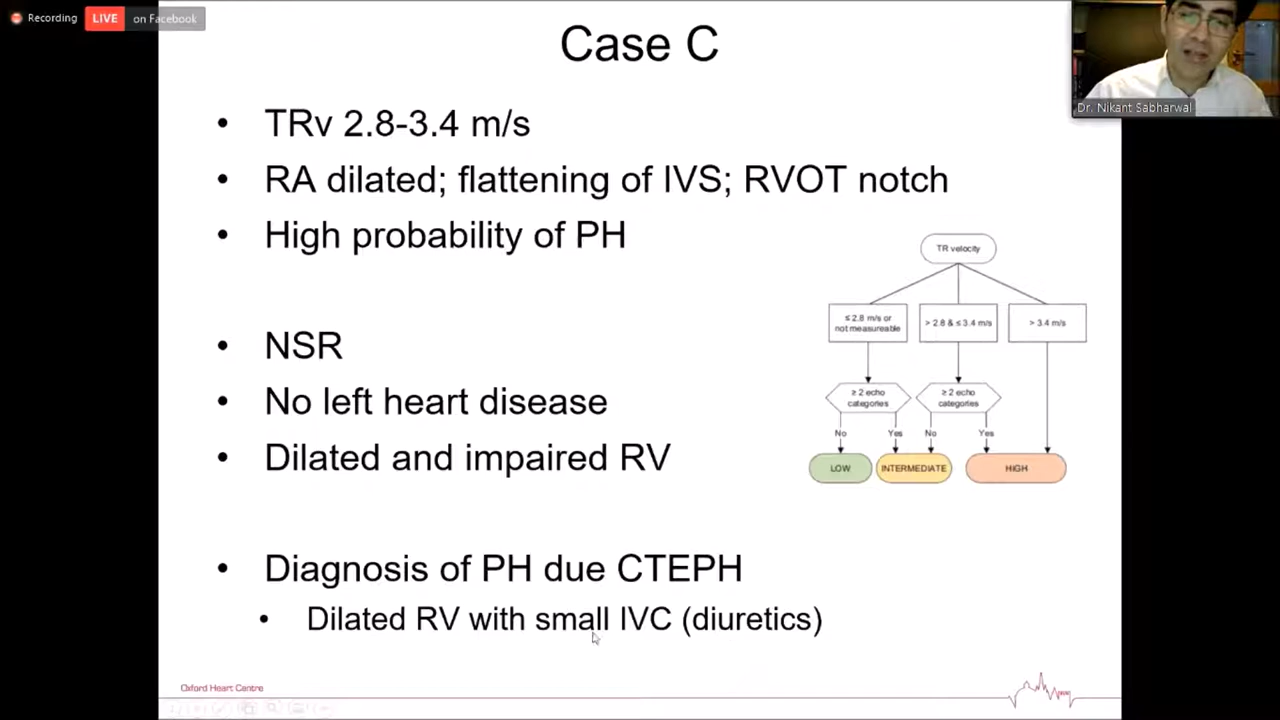 Recording
LIVE on Facebook
Case C
Dr. Nikant Sabharwal
• TRv 2.8-3.4 m/s
• RA dilated; flattening of IVS; RVOT notch
• High probability of PH
• NSR
• No left heart disease
• Dilated and impaired RV
• Diagnosis of PH due CTEPH
• Dilated RV with small IVC (diuretics)
TR velocity
≤ 2.8 m/s or
not measureable
> 2.8 & ≤ 3.4 m/s
> 3.4 m/s
≥ 2 echo
categories
≥ 2 echo
categories
No Yes No Yes
LOW INTERMEDIATE HIGH
Oxford Heart Centre